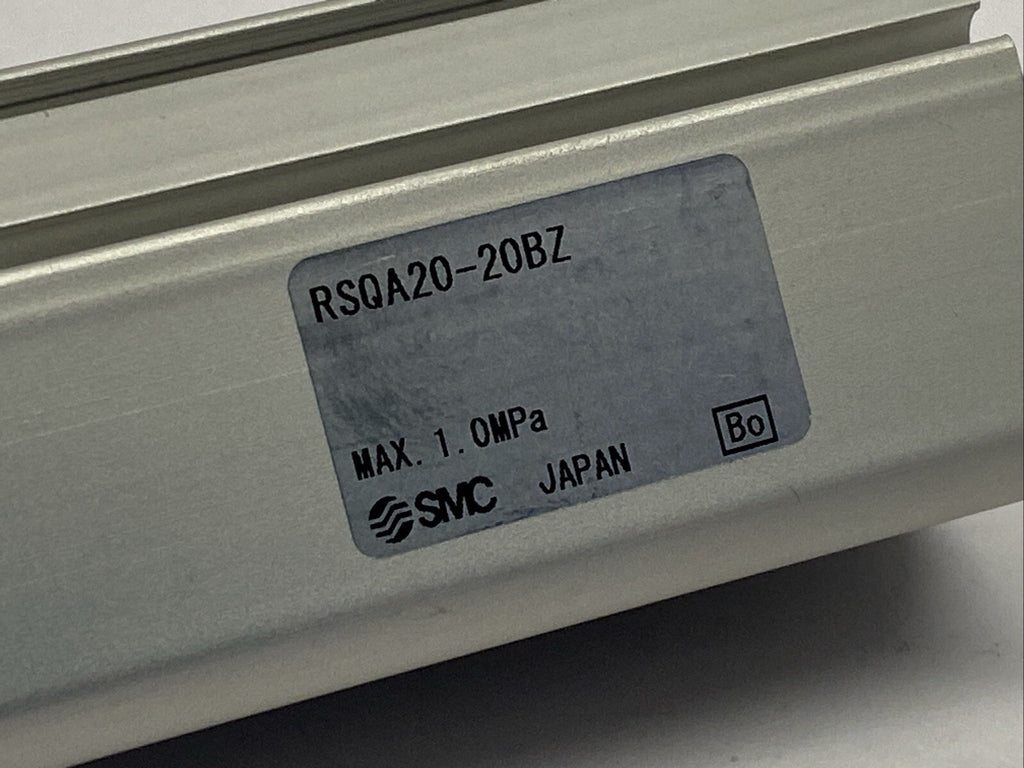 RSQA20-20BZ
MAX. 1.0MPa
SMC JAPAN Bo